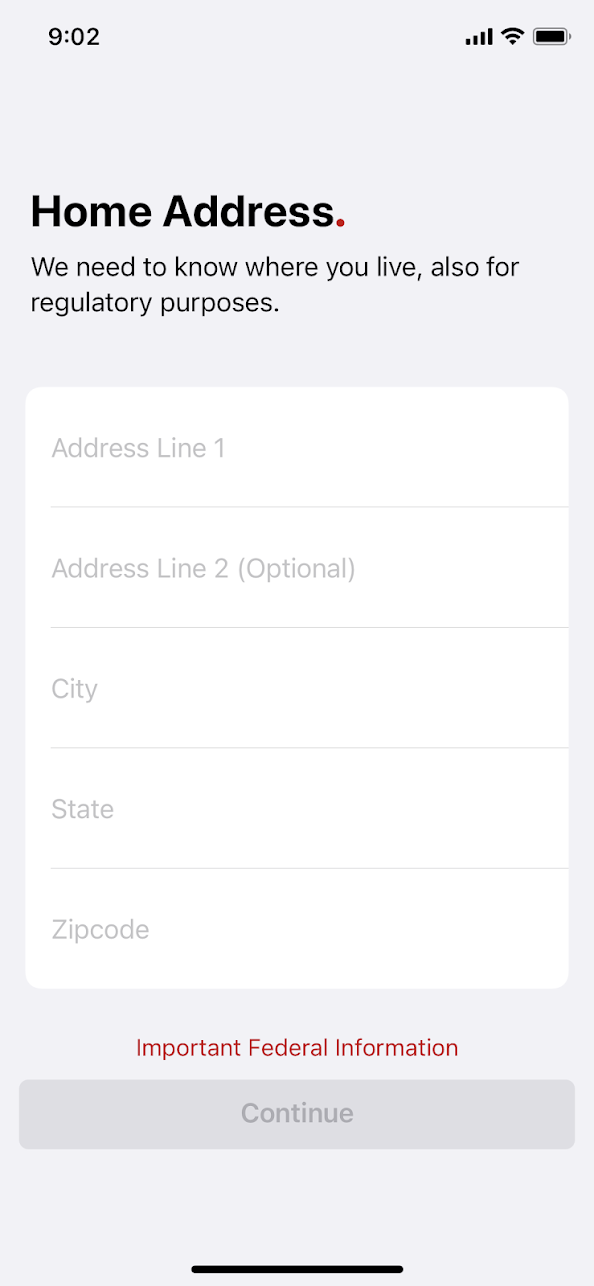 9:02
Home Address.
We need to know where you live, also for
regulatory purposes.
Address Line 1
Address Line 2 (Optional)
City
State
Zipcode
Important Federal Information
Continue